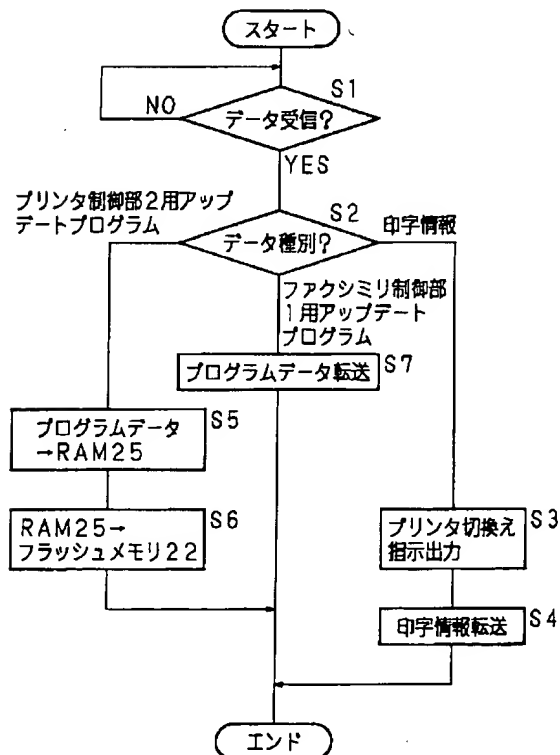 スタート
S1
NO
データ受信?
YES
プリンタ制御部2用アップ
デートプログラム
S2
印字情報
データ種別?
ファクシミリ制御部
1用アップデート
プログラム
プログラムデータ転送
S7
プログラムデータ
→RAM25
S5
RAM25→
フラッシュメモリ22
S6
プリンタ切換え
指示出力
S3
印字情報転送
S4
エンド